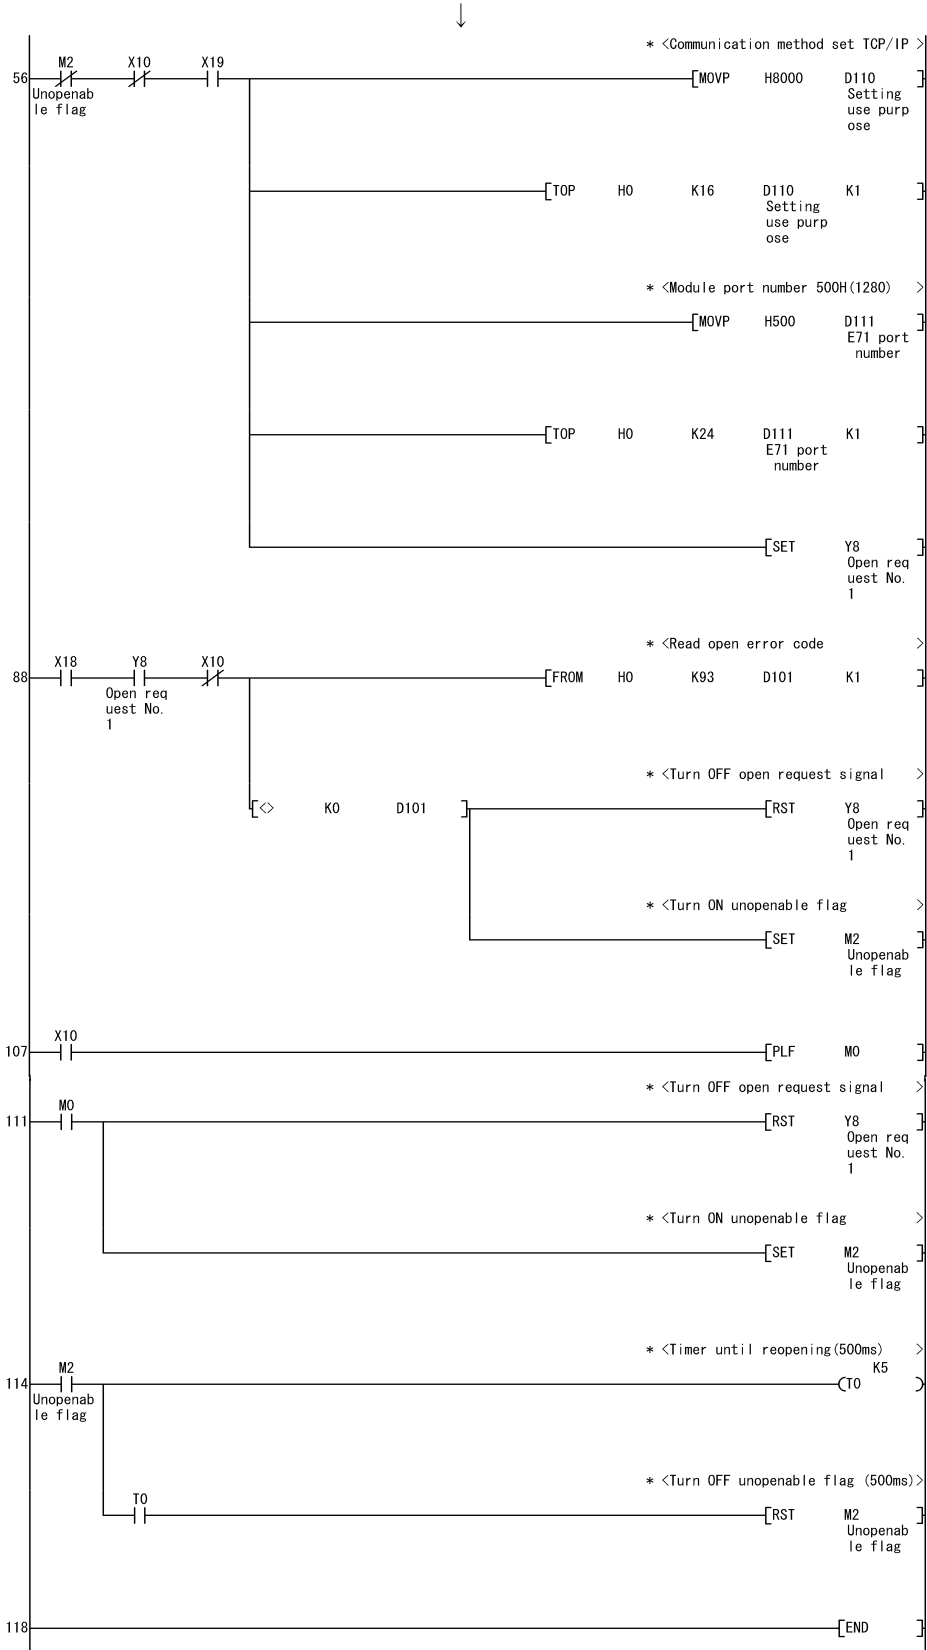 * <Communication method set TCP/IP >
M2 X10 X19
56 [MOVP H8000 D110 ]
Unopenab Setting
le flag use purp
ose
[TOP H0 K16 D110 K1 ]
Setting
use purp
ose
* <Module port number 500H(1280) >
[MOVP H500 D111 ]
E71 port
number
[TOP H0 K24 D111 K1 ]
E71 port
number
[SET Y8 ]
Open req
uest No.
1
* <Read open error code >
X18 Y8 X10
88 [FROM H0 K93 D101 K1 ]
Open req
uest No.
1
* <Turn OFF open request signal >
[<> K0 D101 ] [RST Y8 ]
Open req
uest No.
1
* <Turn ON unopenable flag >
[SET M2 ]
Unopenab
le flag
X10
107 [PLF M0 ]
* <Turn OFF open request signal >
M0
111 [RST Y8 ]
Open req
uest No.
1
* <Turn ON unopenable flag >
[SET M2 ]
Unopenab
le flag
* <Timer until reopening(500ms) >
M2 K5
114 (T0 )
Unopenab
le flag
* <Turn OFF unopenable flag (500ms)>
T0
[RST M2 ]
Unopenab
le flag
118 [END ]